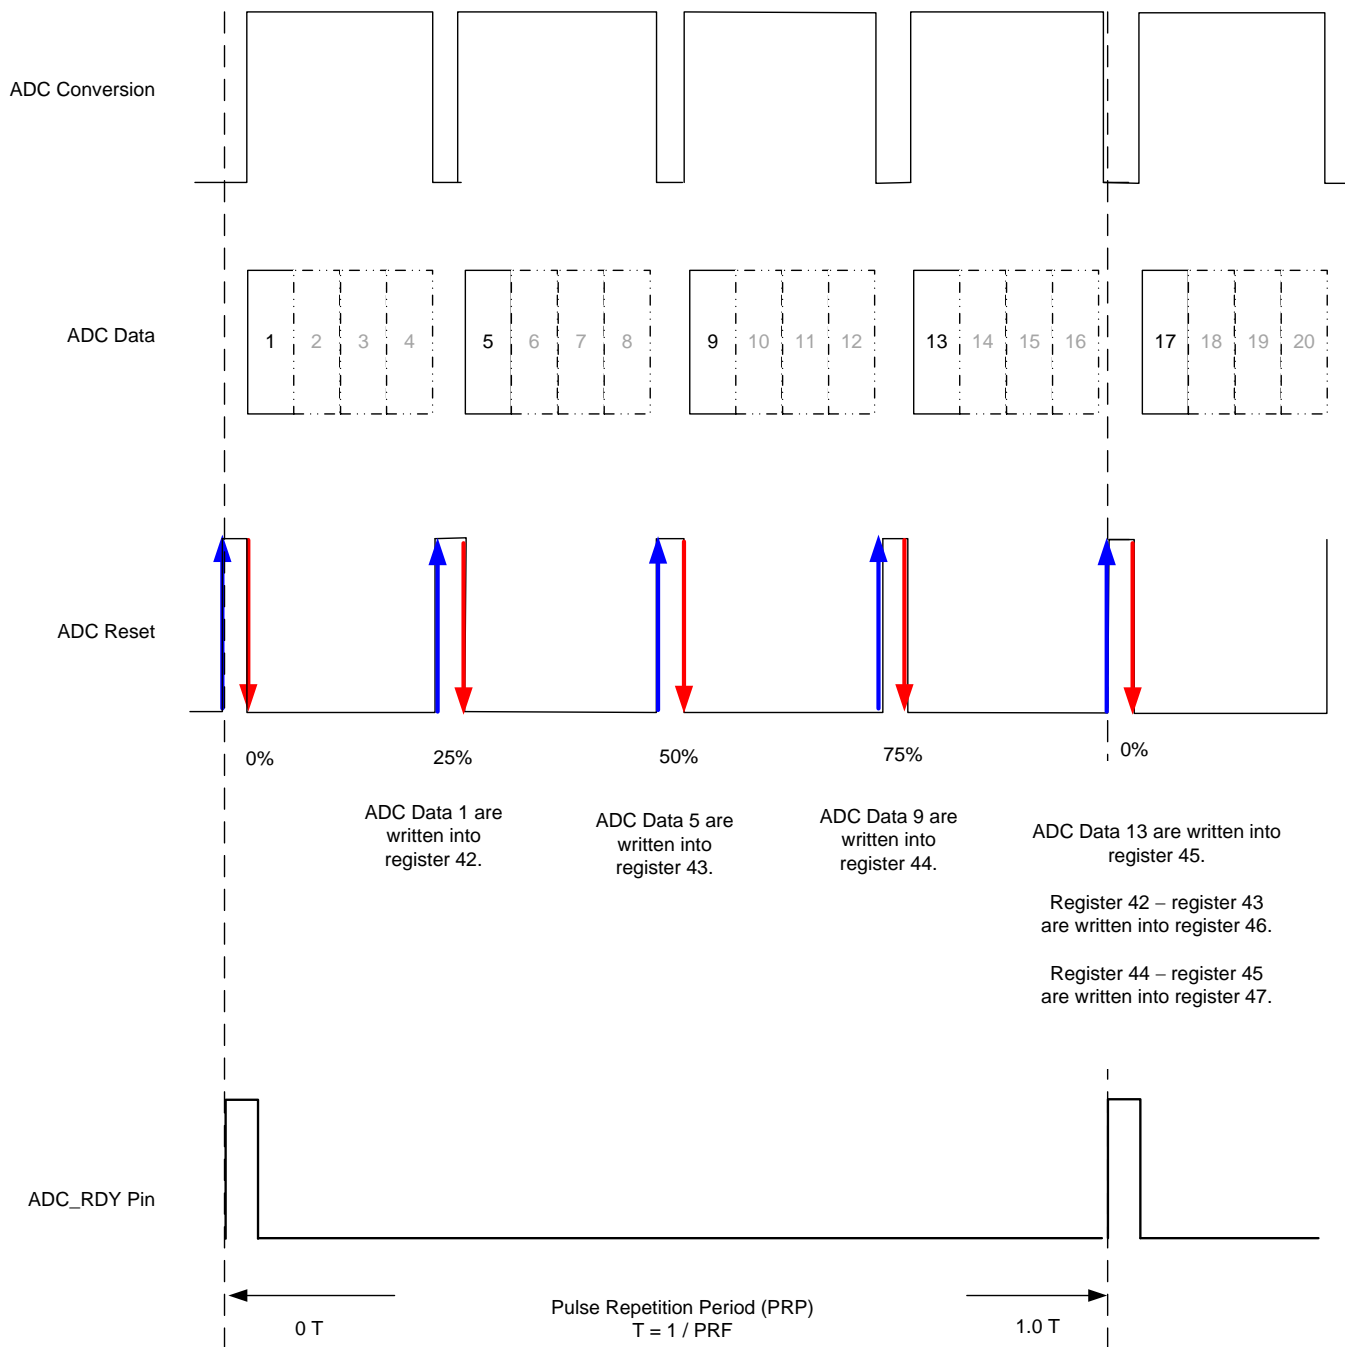 ADC Conversion
ADC Data
1 2 3 4 5 6 7 8 9 10 11 12 13 14 15 16 17 18 19 20
ADC Reset
0% 25% 50% 75% 0%
ADC Data 1 are
written into
register 42.
ADC Data 5 are
written into
register 43.
ADC Data 9 are
written into
register 44.
ADC Data 13 are written into
register 45.
Register 42 – register 43
are written into register 46.
Register 44 – register 45
are written into register 47.
ADC_RDY Pin
0 T
Pulse Repetition Period (PRP)
T = 1 / PRF
1.0 T